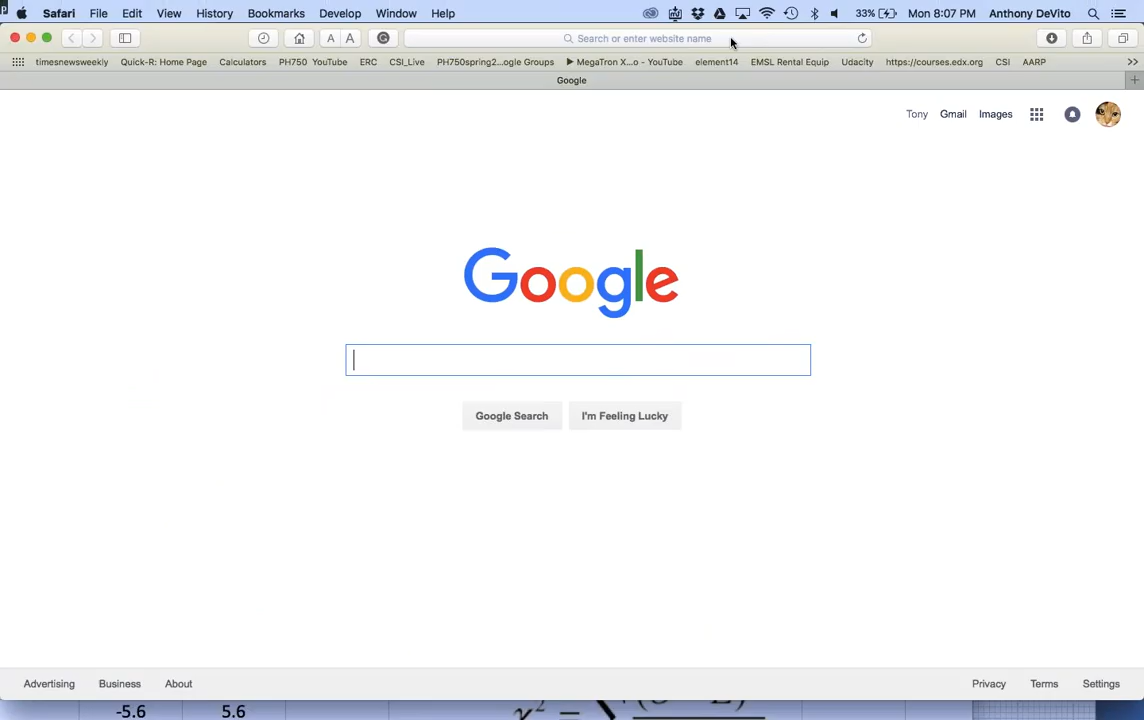 Safari File Edit View History Bookmarks Develop Window Help 33% Mon 8:07 PM Anthony DeVito
A A Search or enter website name
timesnewsweekly Quick-R: Home Page Calculators PH750 YouTube ERC CSI_Live PH750spring2...ogle Groups ▶ MegaTron X...o - YouTube element14 EMSL Rental Equip Udacity https://courses.edx.org CSI AARP >>
Google
Tony Gmail Images
Google
Google Search I'm Feeling Lucky
Advertising Business About Privacy Terms Settings
-5.6 5.6